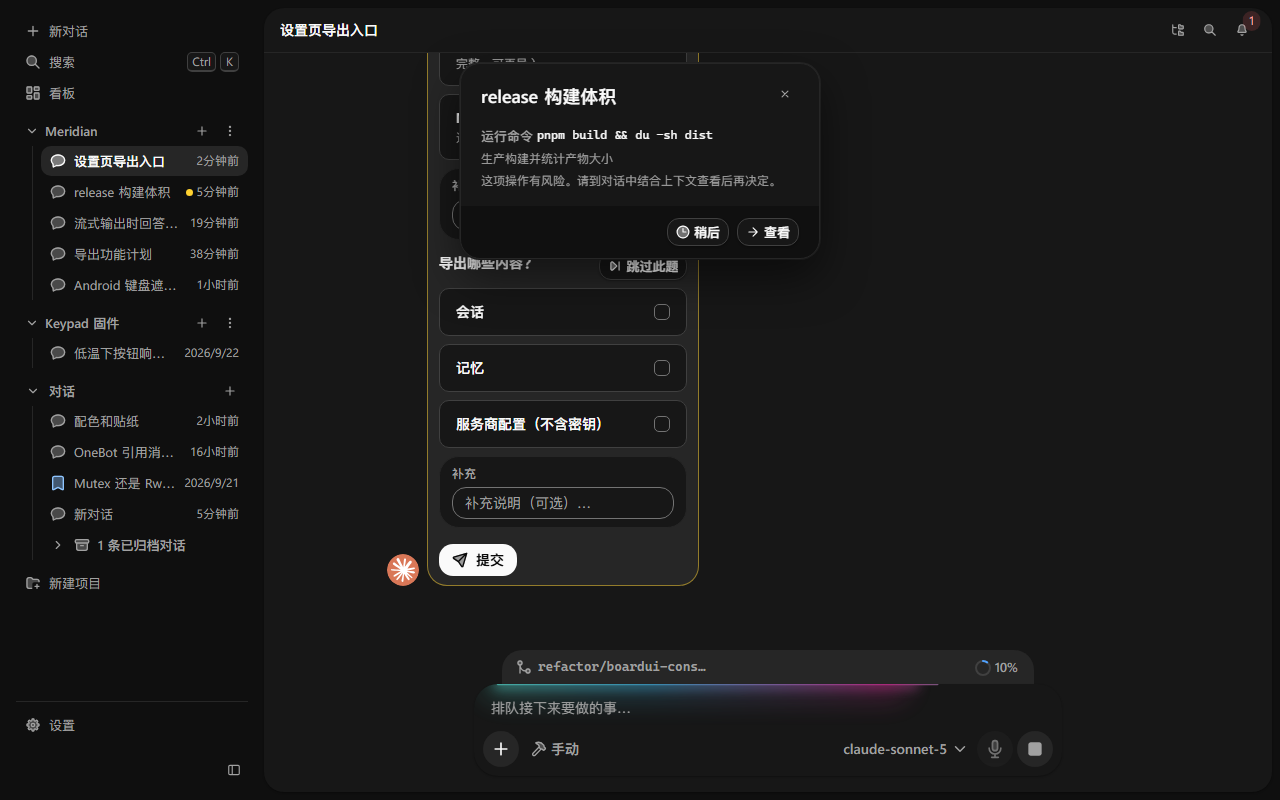 新对话
搜索
Ctrl K
看板
Meridian
设置页导出入口 2分钟前
release 构建体积 5分钟前
流式输出时回答… 19分钟前
导出功能计划 38分钟前
Android 键盘遮… 1小时前
Keypad 固件
低温下按钮响… 2026/9/22
对话
配色和贴纸 2小时前
OneBot 引用消… 16小时前
Mutex 还是 Rw… 2026/9/21
新对话 5分钟前
1 条已归档对话
新建项目
设置
设置页导出入口
1
release 构建体积
运行命令 pnpm build && du -sh dist
生产构建并统计产物大小
这项操作有风险。请到对话中结合上下文查看后再决定。
稍后
查看
导出哪些内容？
跳过此题
会话
记忆
服务商配置（不含密钥）
补充
补充说明（可选）…
提交
refactor/boardui-cons…
10%
排队接下来要做的事…
手动
claude-sonnet-5